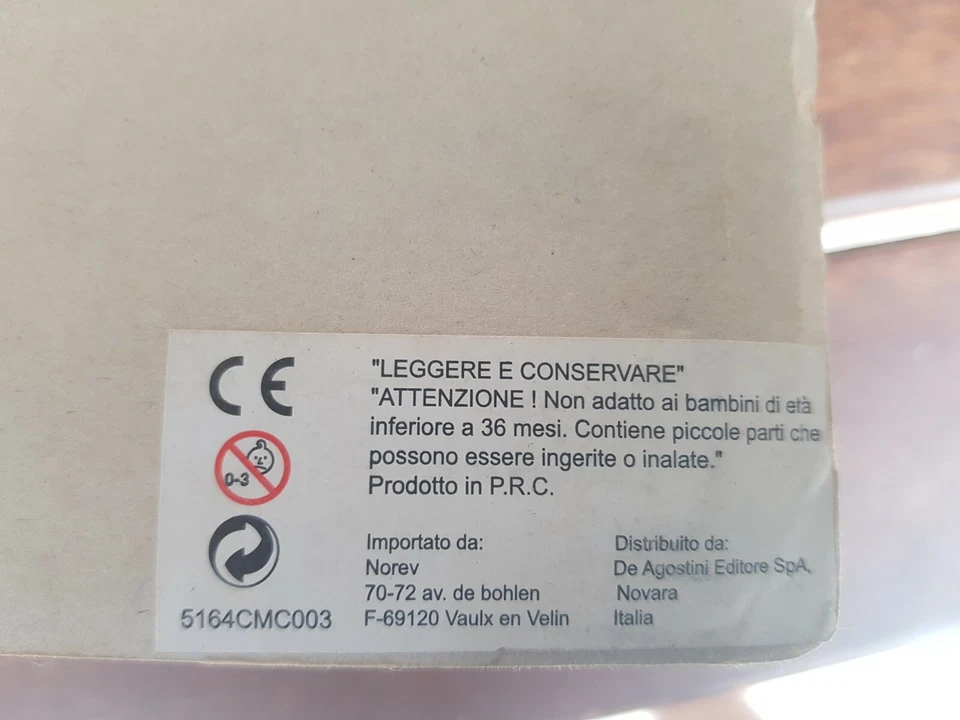 CE
"LEGGERE E CONSERVARE"
"ATTENZIONE ! Non adatto ai bambini di età
inferiore a 36 mesi. Contiene piccole parti che
possono essere ingerite o inalate."
Prodotto in P.R.C.
0-3
Importato da:
Norev
70-72 av. de bohlen
F-69120 Vaulx en Velin
Distribuito da:
De Agostini Editore SpA,
Novara
Italia
5164CMC003